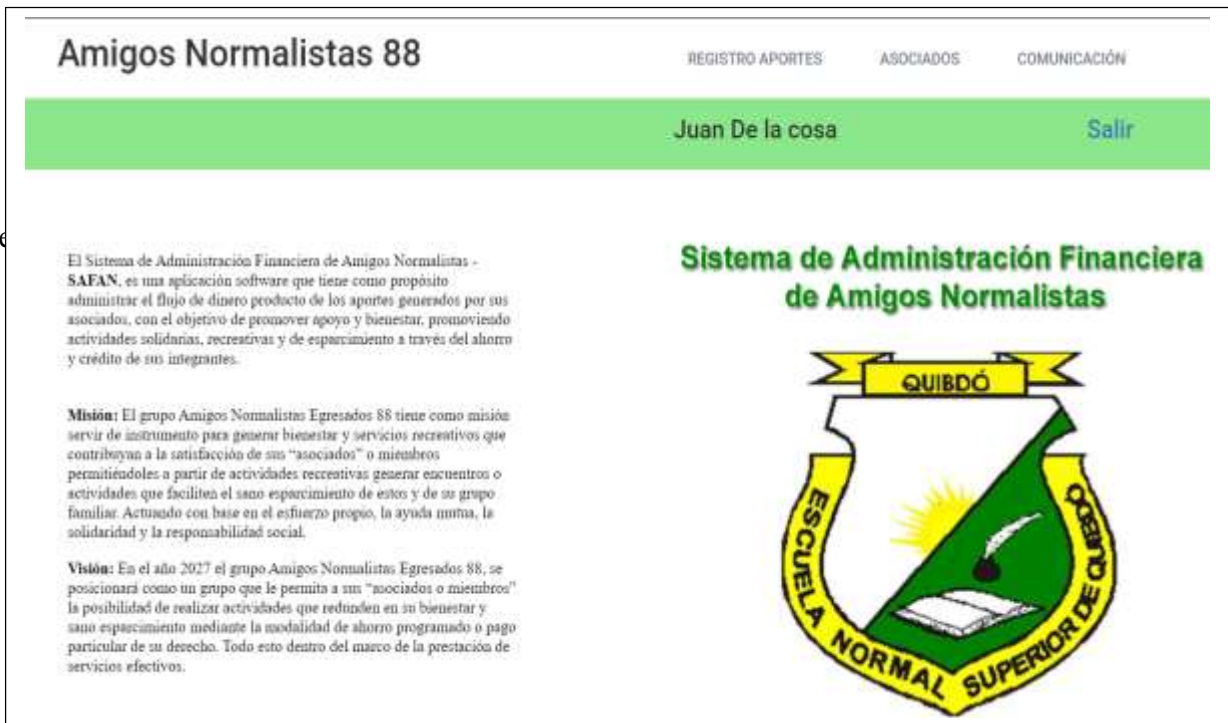 Amigos Normalistas 88
REGISTRO APORTES ASOCIADOS COMUNICACIÓN
Juan De la cosa Salir
El Sistema de Administración Financiera de Amigos Normalistas -
SAFAN, es una aplicación software que tiene como propósito
administrar el flujo de dinero producto de los aportes generados por sus
asociados, con el objetivo de promover apoyo y bienestar, promoviendo
actividades solidarias, recreativas y de esparcimiento a través del ahorro
y crédito de sus integrantes.
Misión: El grupo Amigos Normalistas Egresados 88 tiene como misión
servir de instrumento para generar bienestar y servicios recreativos que
contribuyan a la satisfacción de sus “asociados” o miembros
permitiéndoles a partir de actividades recreativas generar encuentros o
actividades que faciliten el sano esparcimiento de estos y de su grupo
familiar. Actuando con base en el esfuerzo propio, la ayuda mutua, la
solidaridad y la responsabilidad social.
Visión: En el año 2027 el grupo Amigos Normalistas Egresados 88, se
posicionará como un grupo que le permita a sus “asociados o miembros”
la posibilidad de realizar actividades que redunden en su bienestar y
sano esparcimiento mediante la modalidad de ahorro programado o pago
particular de su derecho. Todo esto dentro del marco de la prestación de
servicios efectivos.
Sistema de Administración Financiera
de Amigos Normalistas
QUIBDÓ
ESCUELA NORMAL SUPERIOR DE QUIBDÓ